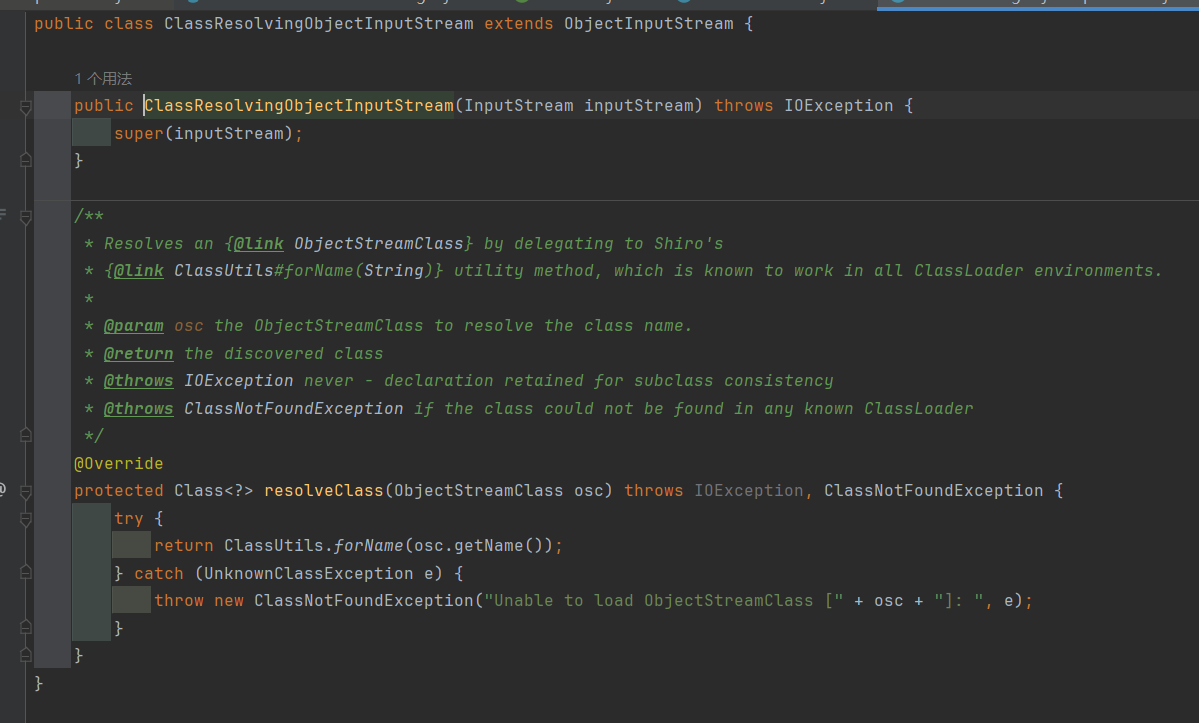 public class ClassResolvingObjectInputStream extends ObjectInputStream {
1 个用法
public ClassResolvingObjectInputStream(InputStream inputStream) throws IOException {
super(inputStream);
}
/**
* Resolves an {@link ObjectStreamClass} by delegating to Shiro's
* {@link ClassUtils#forName(String)} utility method, which is known to work in all ClassLoader environments.
*
* @param osc the ObjectStreamClass to resolve the class name.
* @return the discovered class
* @throws IOException never - declaration retained for subclass consistency
* @throws ClassNotFoundException if the class could not be found in any known ClassLoader
*/
@Override
protected Class<?> resolveClass(ObjectStreamClass osc) throws IOException, ClassNotFoundException {
try {
return ClassUtils.forName(osc.getName());
} catch (UnknownClassException e) {
throw new ClassNotFoundException("Unable to load ObjectStreamClass [" + osc + "]: ", e);
}
}
}